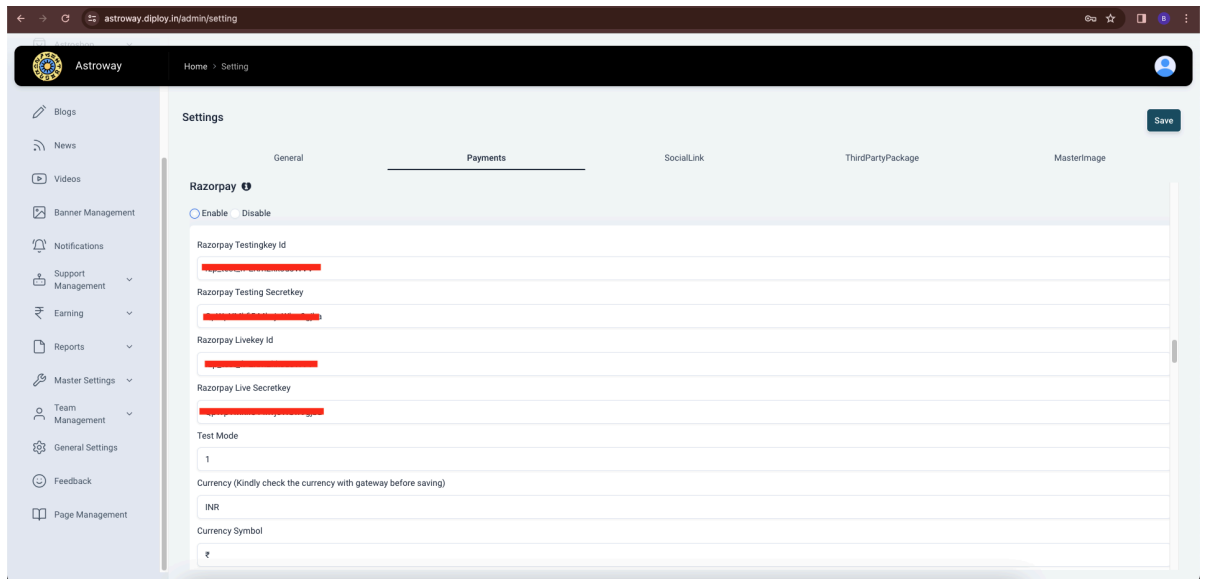 astroway.diploy.in/admin/setting
B
Astroway
Home > Setting
Blogs
News
Videos
Banner Management
Notifications
Support
Management
Earning
Reports
Master Settings
Team
Management
General Settings
Feedback
Page Management
Settings
Save
General
Payments
SocialLink
ThirdPartyPackage
MasterImage
Razorpay
Enable
Disable
Razorpay Testingkey Id
Razorpay Testing Secretkey
Razorpay Livekey Id
Razorpay Live Secretkey
Test Mode
1
Currency (Kindly check the currency with gateway before saving)
INR
Currency Symbol
₹